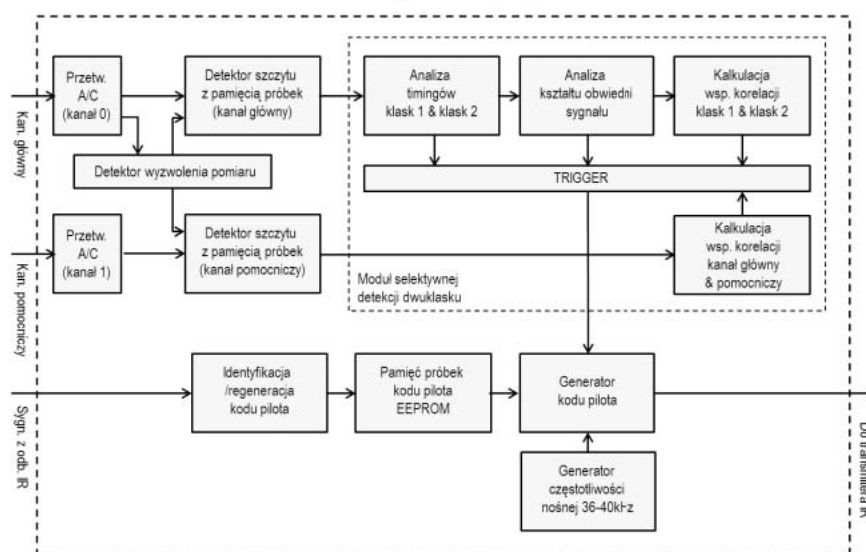 Przetw.
A/C
(kanał 0)
Detektor szczytu
z pamięcią próbek
(kanał główny)
Analiza
timingów
klask 1 & klask 2
Analiza
kształtu obwiedni
sygnału
Kalkulacja
wsp. korelacji
klask 1 & klask 2
Kan. główny
Detektor wyzwolenia pomiaru
TRIGGER
Przetw.
A/C
(kanał 1)
Detektor szczytu
z pamięcią próbek
(kanał pomocniczy)
Kalkulacja
wsp. korelacji
kanał główny
& pomocniczy
Moduł selektywnej
detekcji dwuklasku
Kan. pomocniczy
Identyfikacja
/regeneracja
kodu pilota
Pamięć próbek
kodu pilota
EEPROM
Generator
kodu pilota
Sygn. z odb. IR
Do transmitera IR
Generator
częstotliwości
nośnej 36-40kHz